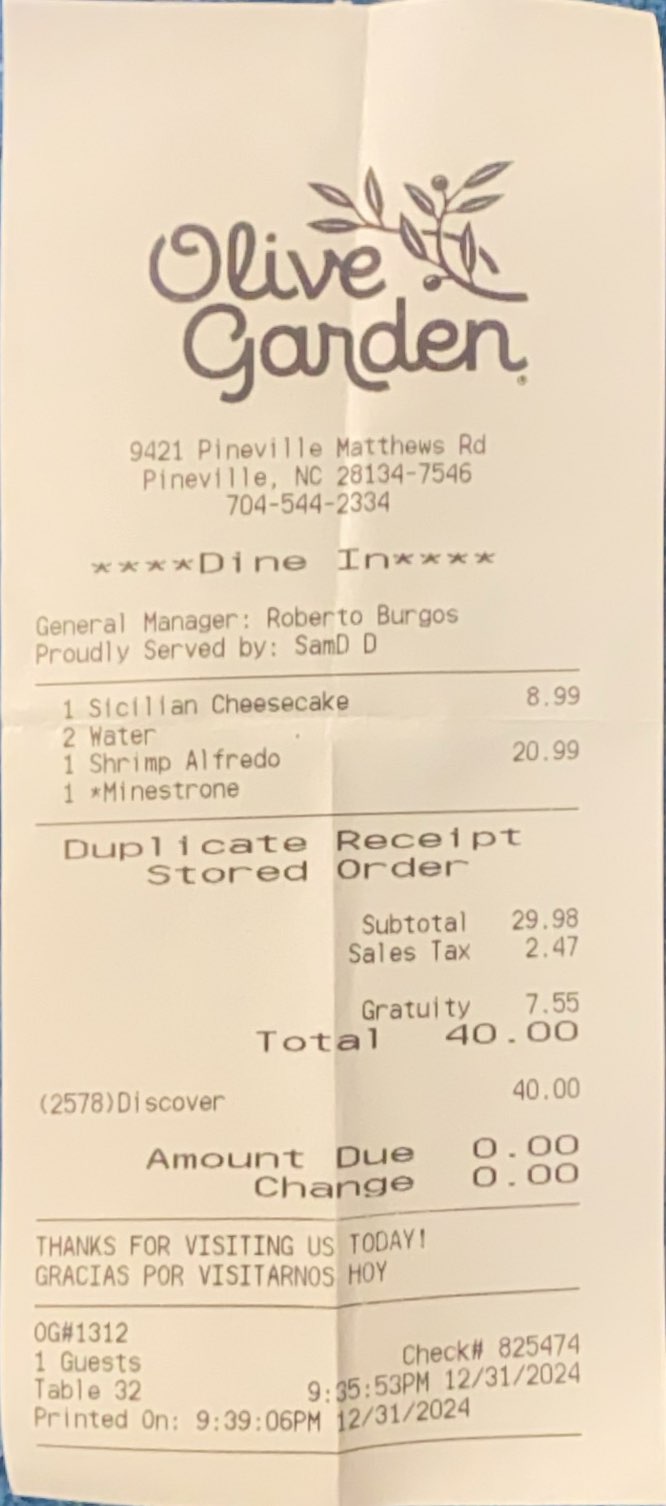 Olive
Garden
9421 Pineville Matthews Rd
Pineville, NC 28134-7546
704-544-2334
****Dine In****
General Manager: Roberto Burgos
Proudly Served by: SamD D
1 Sicilian Cheesecake 8.99
2 Water
1 Shrimp Alfredo 20.99
1 *Minestrone
Duplicate Receipt
Stored Order
Subtotal 29.98
Sales Tax 2.47
Gratuity 7.55
Total 40.00
(2578)Discover 40.00
Amount Due 0.00
Change 0.00
THANKS FOR VISITING US TODAY!
GRACIAS POR VISITARNOS HOY
OG#1312
1 Guests Check# 825474
Table 32 9:35:53PM 12/31/2024
Printed On: 9:39:06PM 12/31/2024